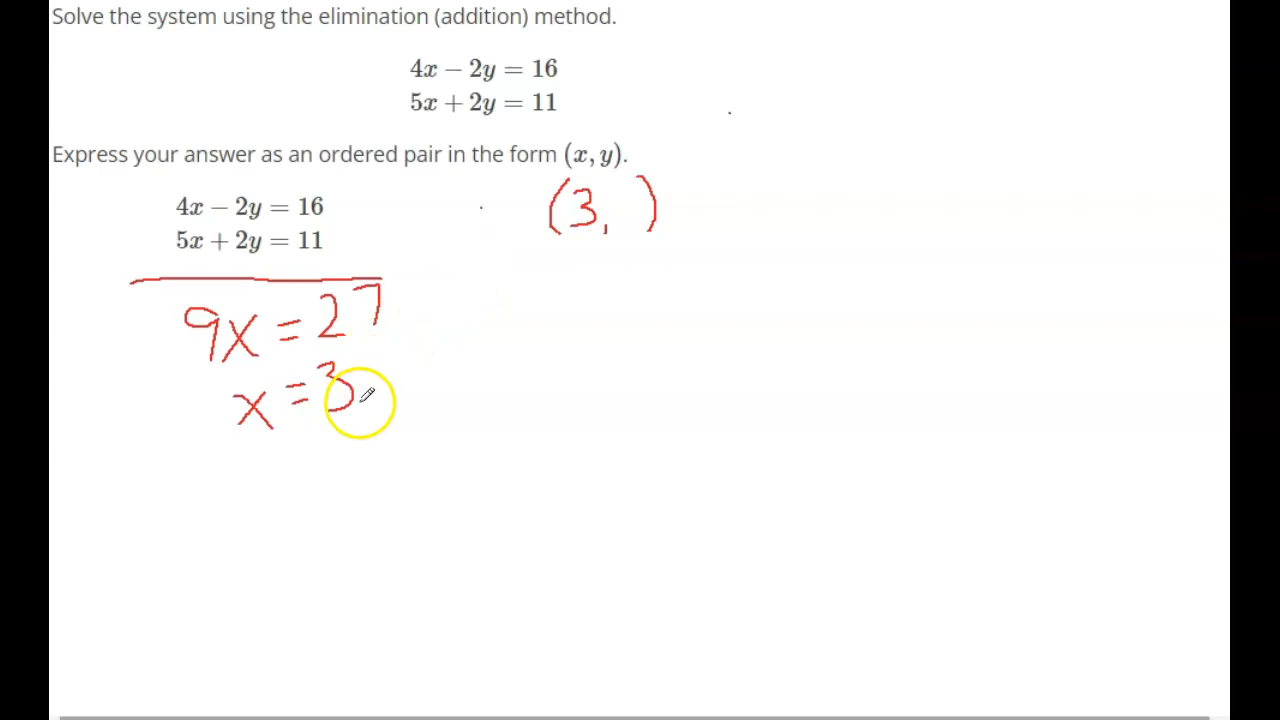 Solve the system using the elimination (addition) method.
4x − 2y = 16
5x + 2y = 11
Express your answer as an ordered pair in the form (x, y).
(3, )
4x − 2y = 16
5x + 2y = 11
9x = 27
x = 3